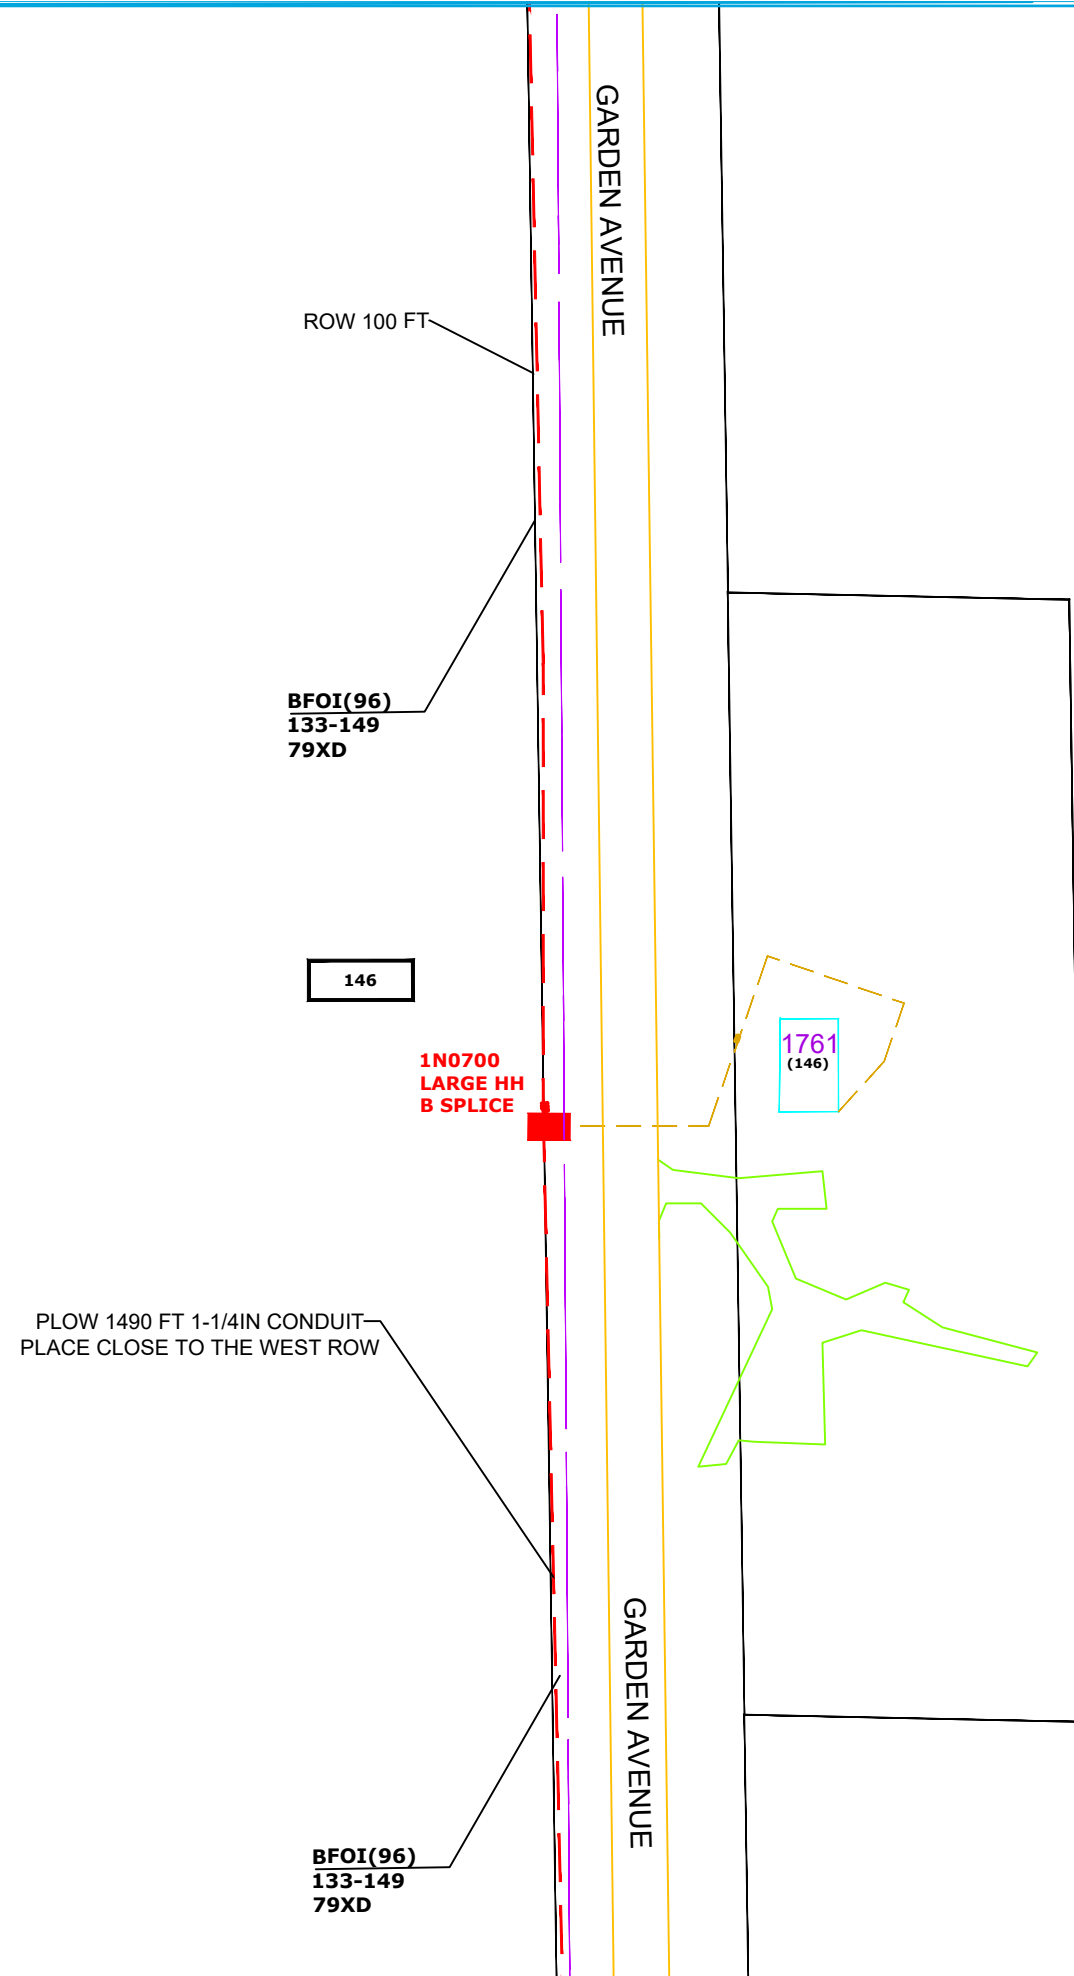 GARDEN AVENUE
ROW 100 FT
BFOI(96)
133-149
79XD
146
1761
(146)
1N0700
LARGE HH
B SPLICE
PLOW 1490 FT 1-1/4IN CONDUIT
PLACE CLOSE TO THE WEST ROW
GARDEN AVENUE
BFOI(96)
133-149
79XD